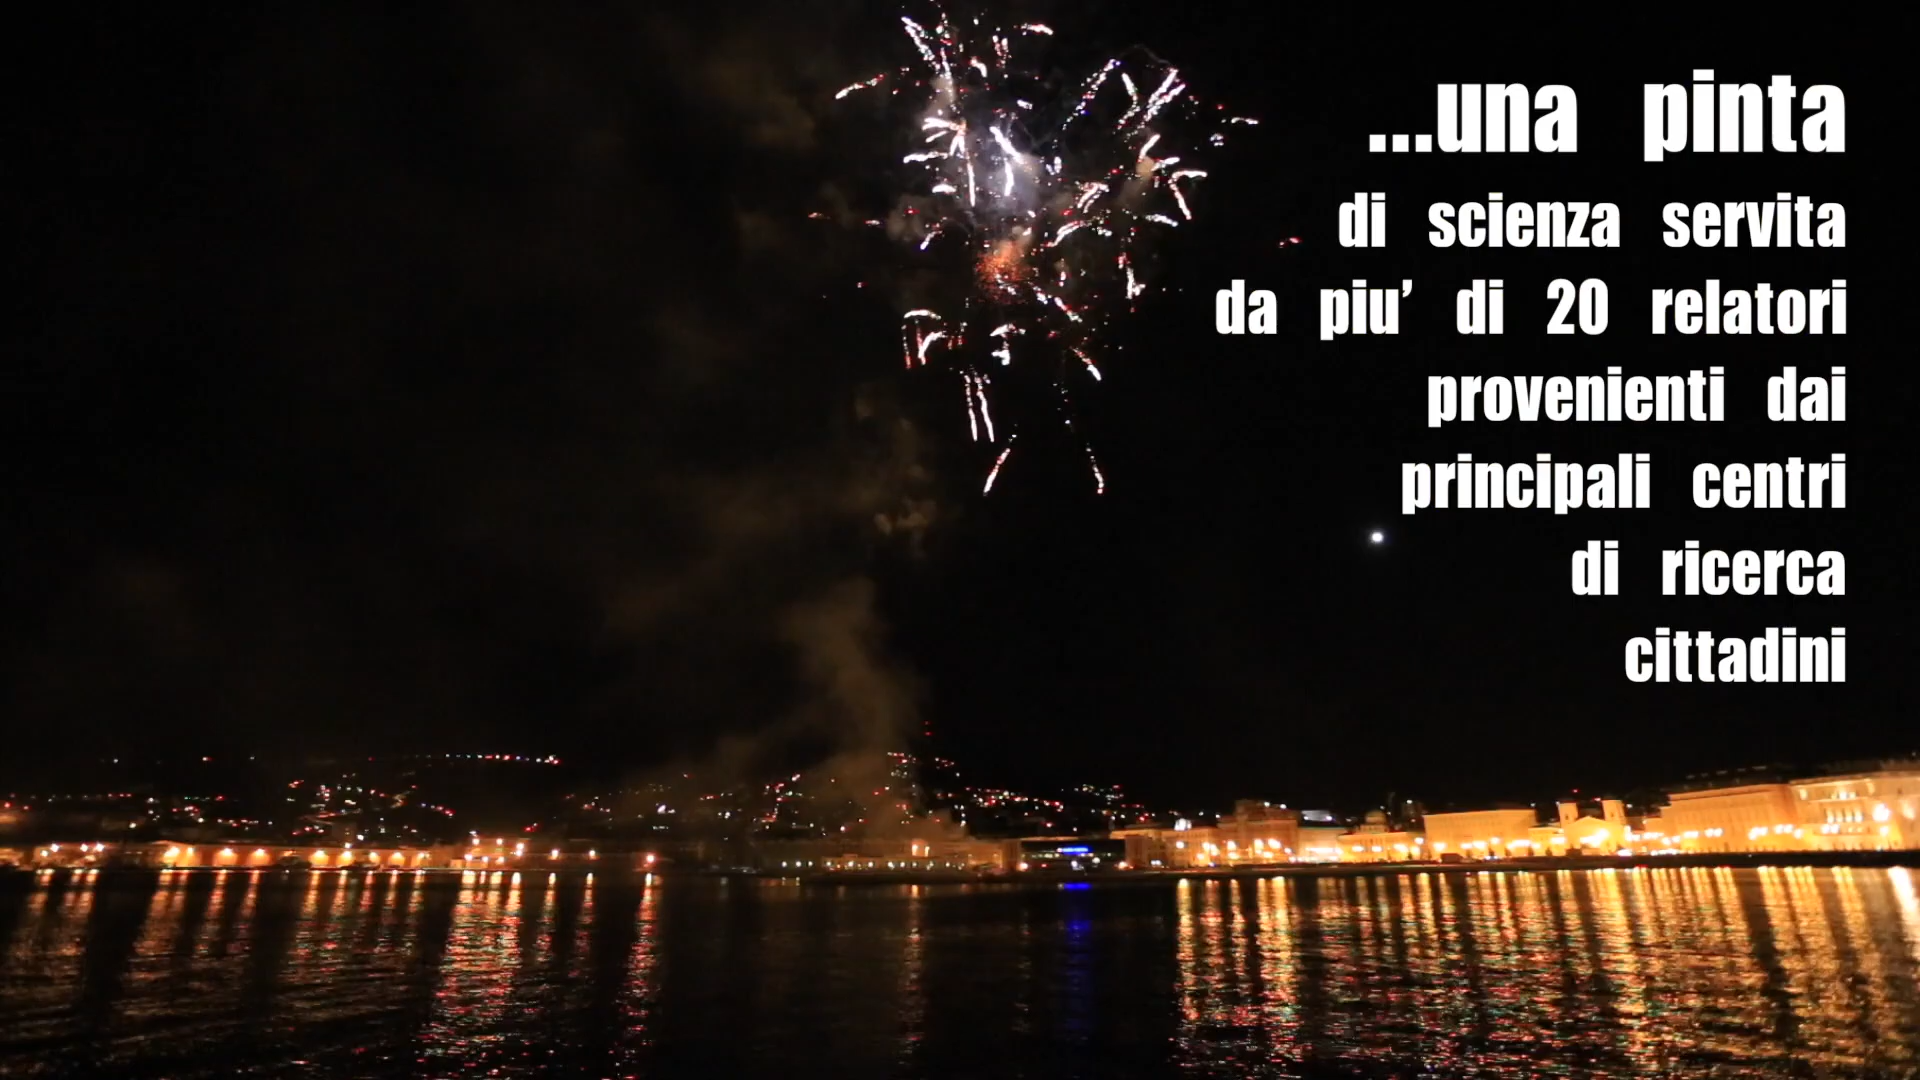 ...una pinta
di scienza servita
da piu’ di 20 relatori
provenienti dai
principali centri
di ricerca
cittadini